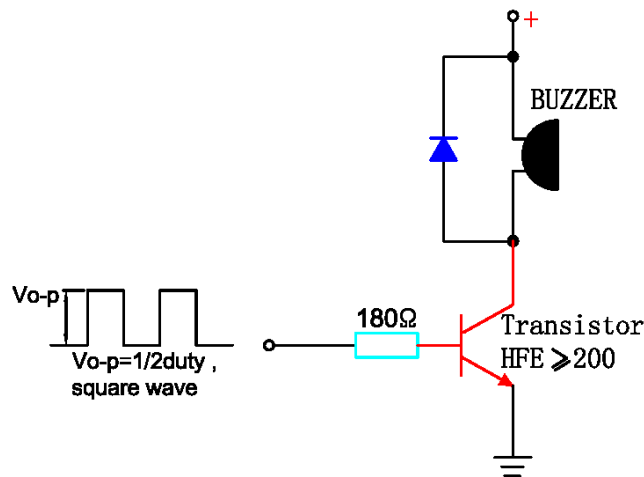 +
BUZZER
Vo-p
180Ω
Transistor
HFE ⩾200
Vo-p=1/2duty ,
square wave